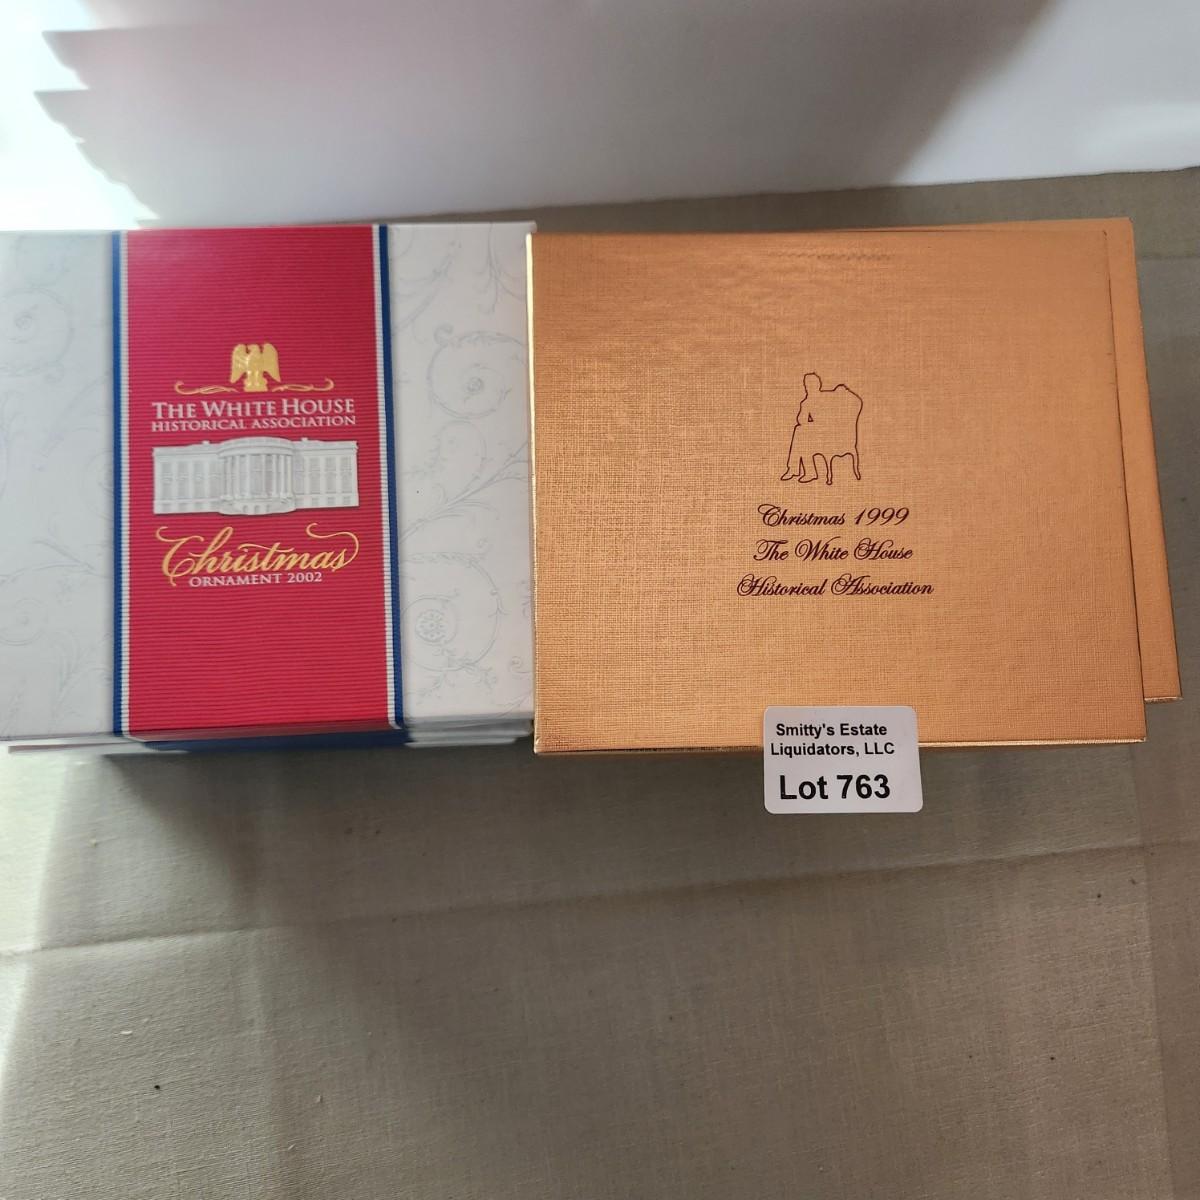 THE WHITE HOUSE
HISTORICAL ASSOCIATION
Christmas
ORNAMENT 2002
Christmas 1999
The White House
Historical Association
Smitty's Estate
Liquidators, LLC
Lot 763